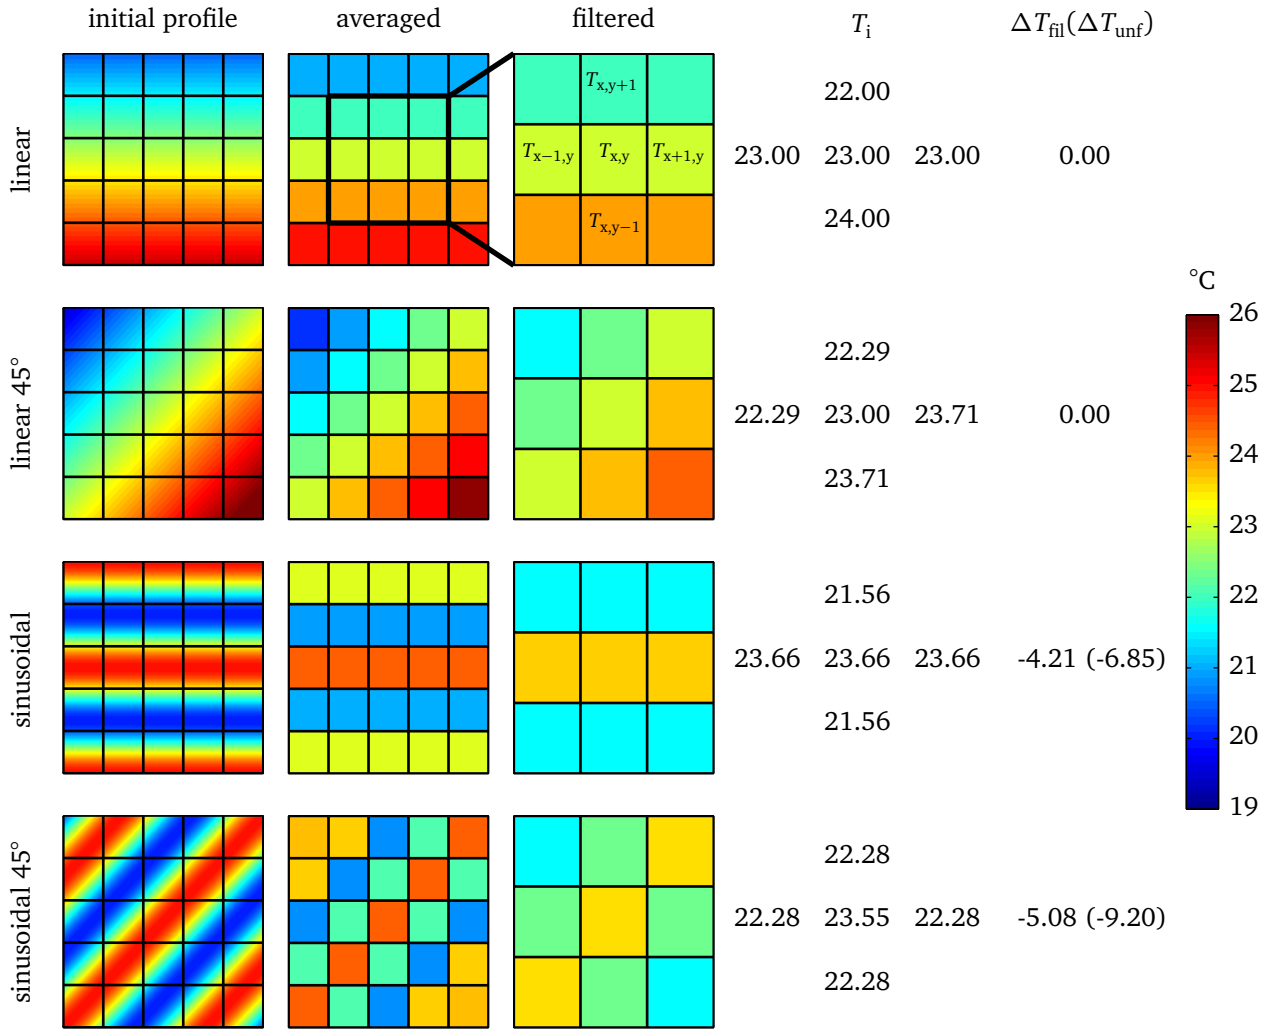 initial profile averaged filtered T_i ΔT_fil(ΔT_unf)
linear
T_x,y+1
T_x−1,y T_x,y T_x+1,y
T_x,y−1
22.00
23.00 23.00 23.00 0.00
24.00
linear 45°
22.29
22.29 23.00 23.71 0.00
23.71
sinusoidal
21.56
23.66 23.66 23.66 -4.21 (-6.85)
21.56
sinusoidal 45°
22.28
22.28 23.55 22.28 -5.08 (-9.20)
22.28
°C
26
25
24
23
22
21
20
19